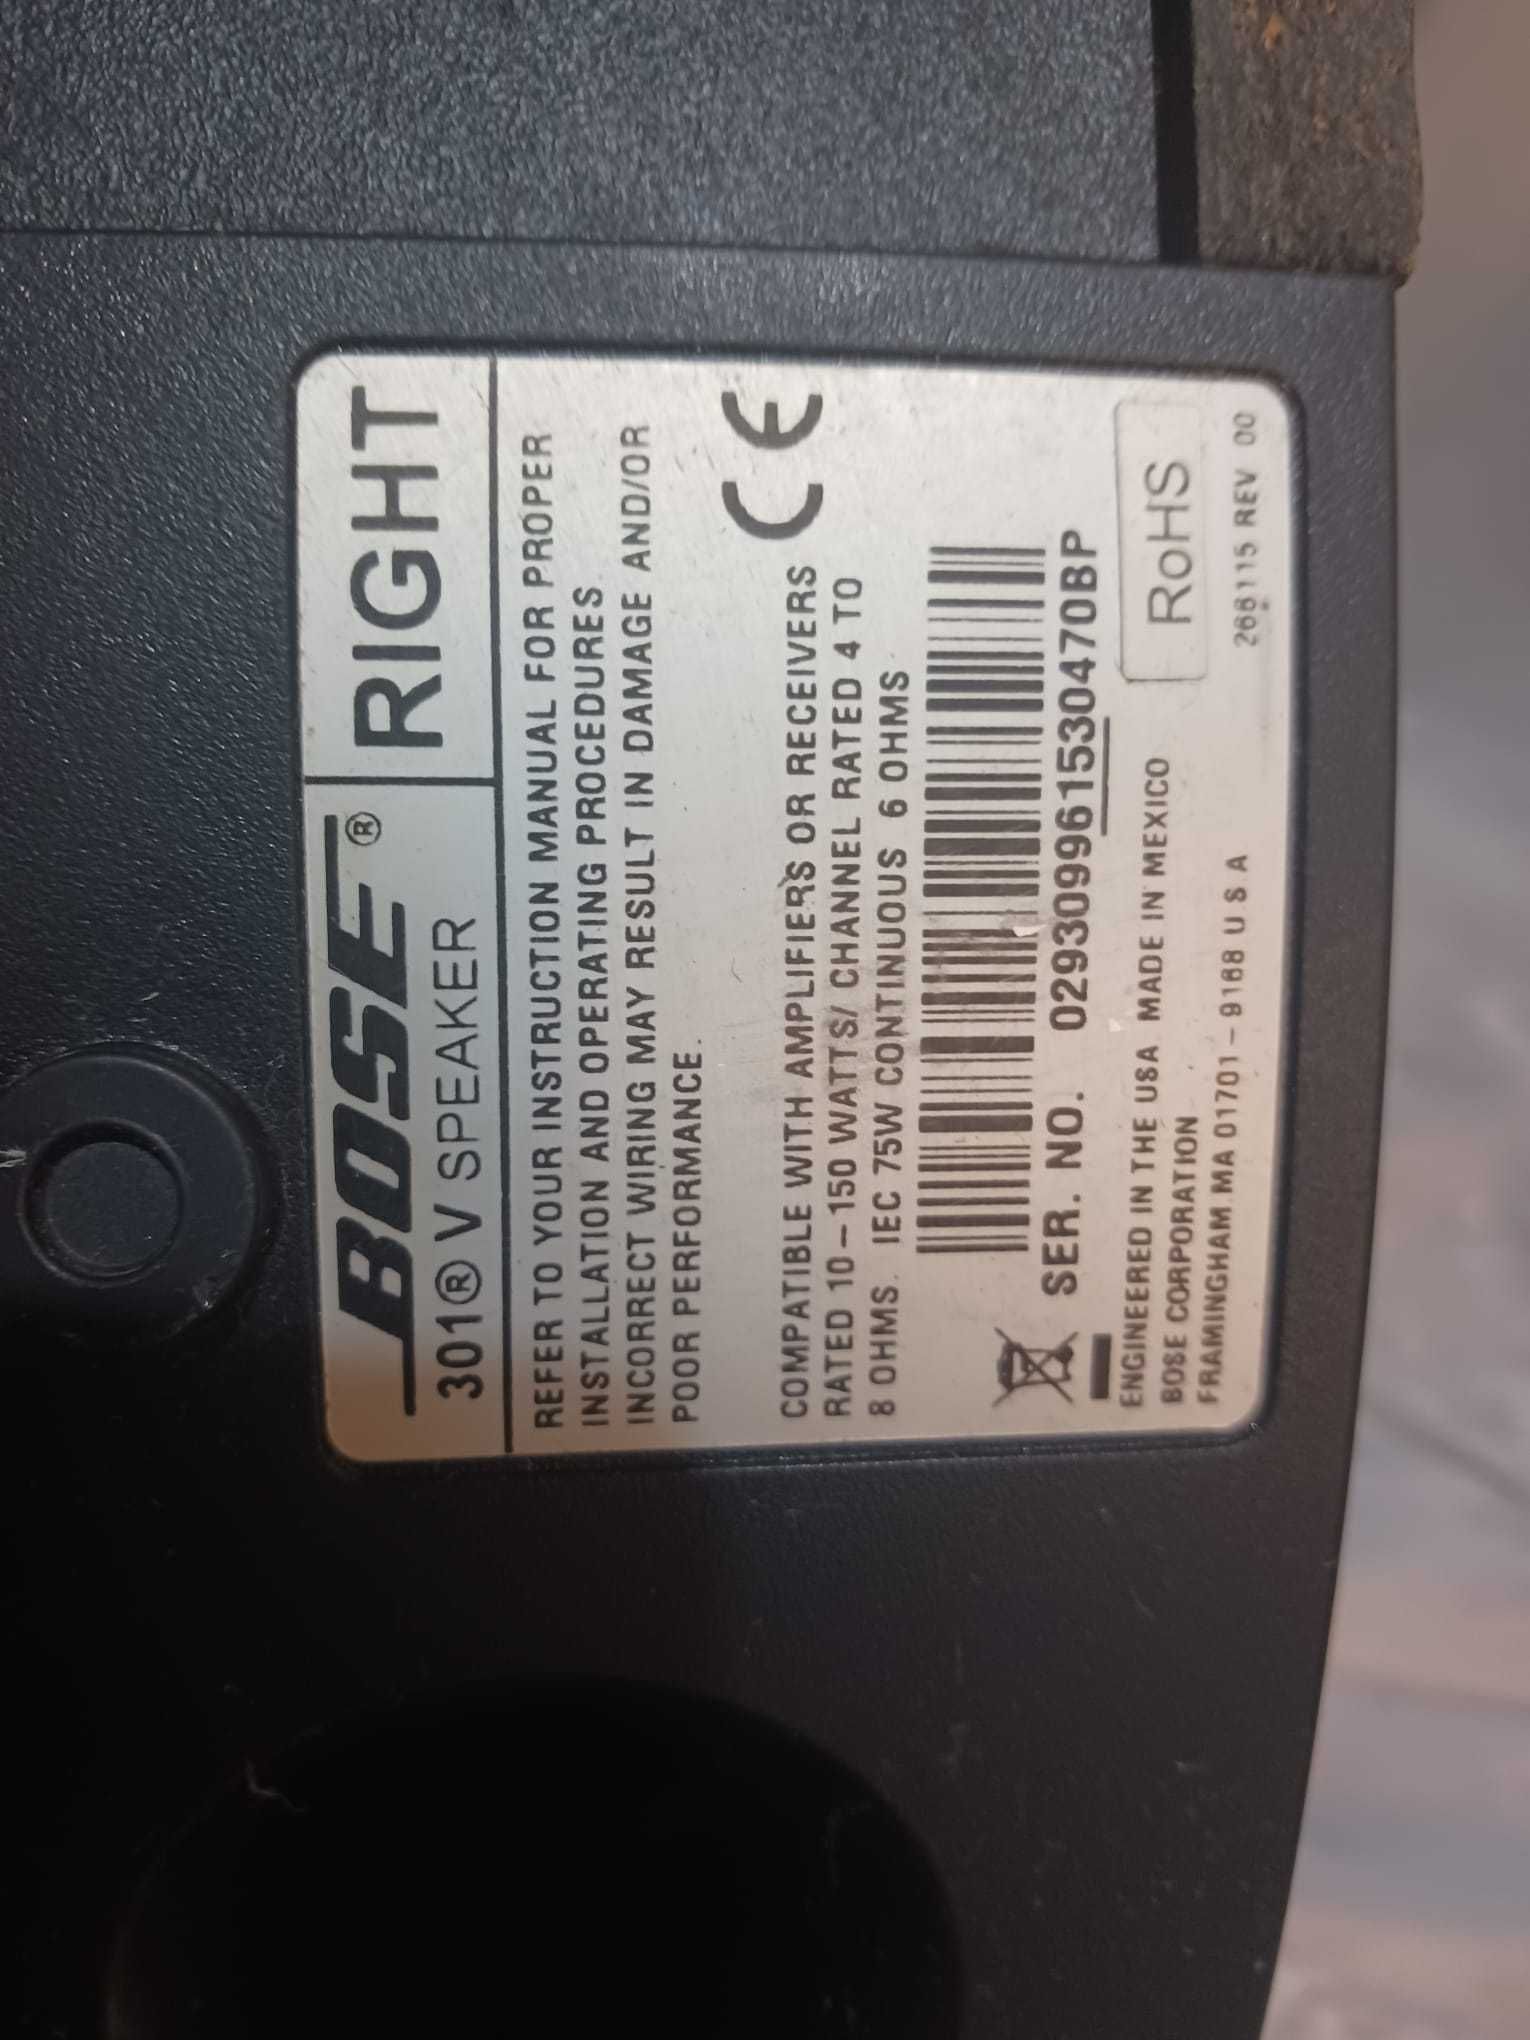 BOSE®
301® V SPEAKER
RIGHT
REFER TO YOUR INSTRUCTION MANUAL FOR PROPER
INSTALLATION AND OPERATING PROCEDURES.
INCORRECT WIRING MAY RESULT IN DAMAGE AND/OR
POOR PERFORMANCE.
COMPATIBLE WITH AMPLIFIERS OR RECEIVERS
RATED 10-150 WATTS/ CHANNEL RATED 4 TO
8 OHMS. IEC 75W CONTINUOUS 6 OHMS
CE
SER. NO. 029309961530470BP
ENGINEERED IN THE USA MADE IN MEXICO
BOSE CORPORATION
FRAMINGHAM MA 01701-9168 U S A
RoHS
266115 REV 00